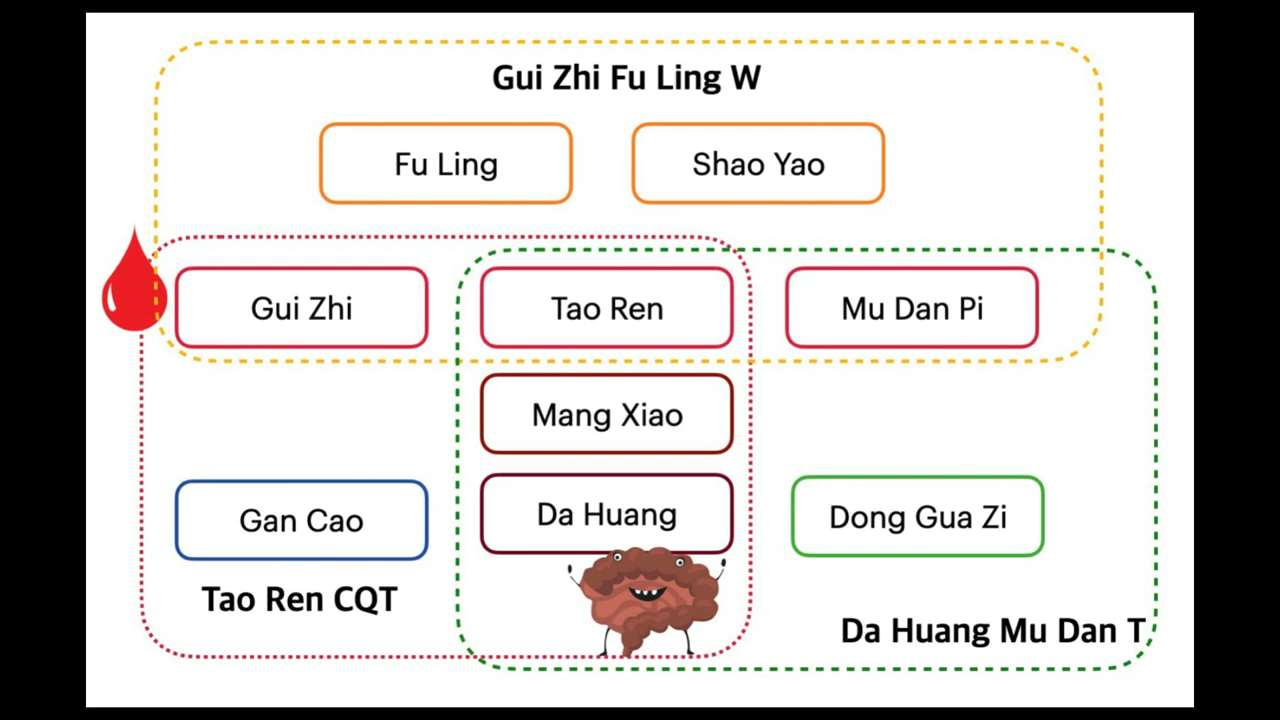 Gui Zhi Fu Ling W
Fu Ling
Shao Yao
Gui Zhi
Tao Ren
Mu Dan Pi
Mang Xiao
Gan Cao
Da Huang
Dong Gua Zi
Tao Ren CQT
Da Huang Mu Dan T